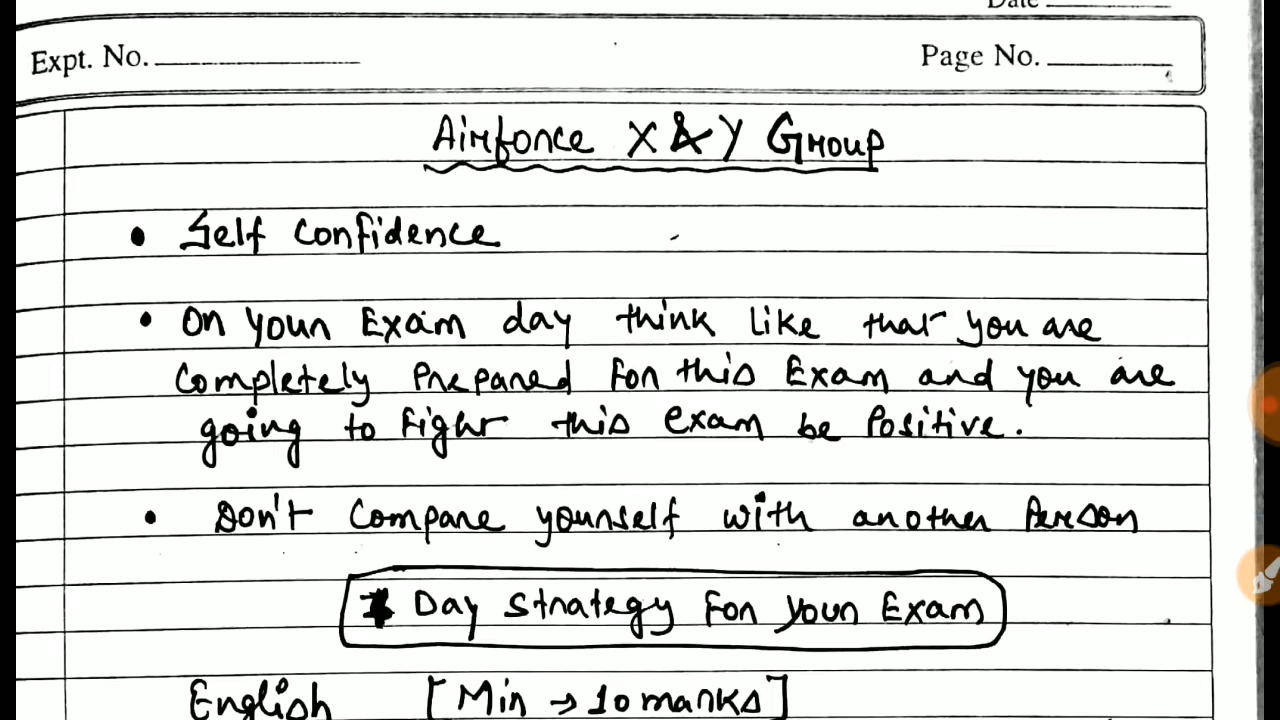 Date
Expt. No.
Page No.
Airforce X & Y Group
• Self confidence
• On your Exam day think like that you are
completely prepared for this Exam and you are
going to fight this exam be positive.
• Don't compare yourself with another person
Day strategy for your Exam
English [Min → 10 marks]